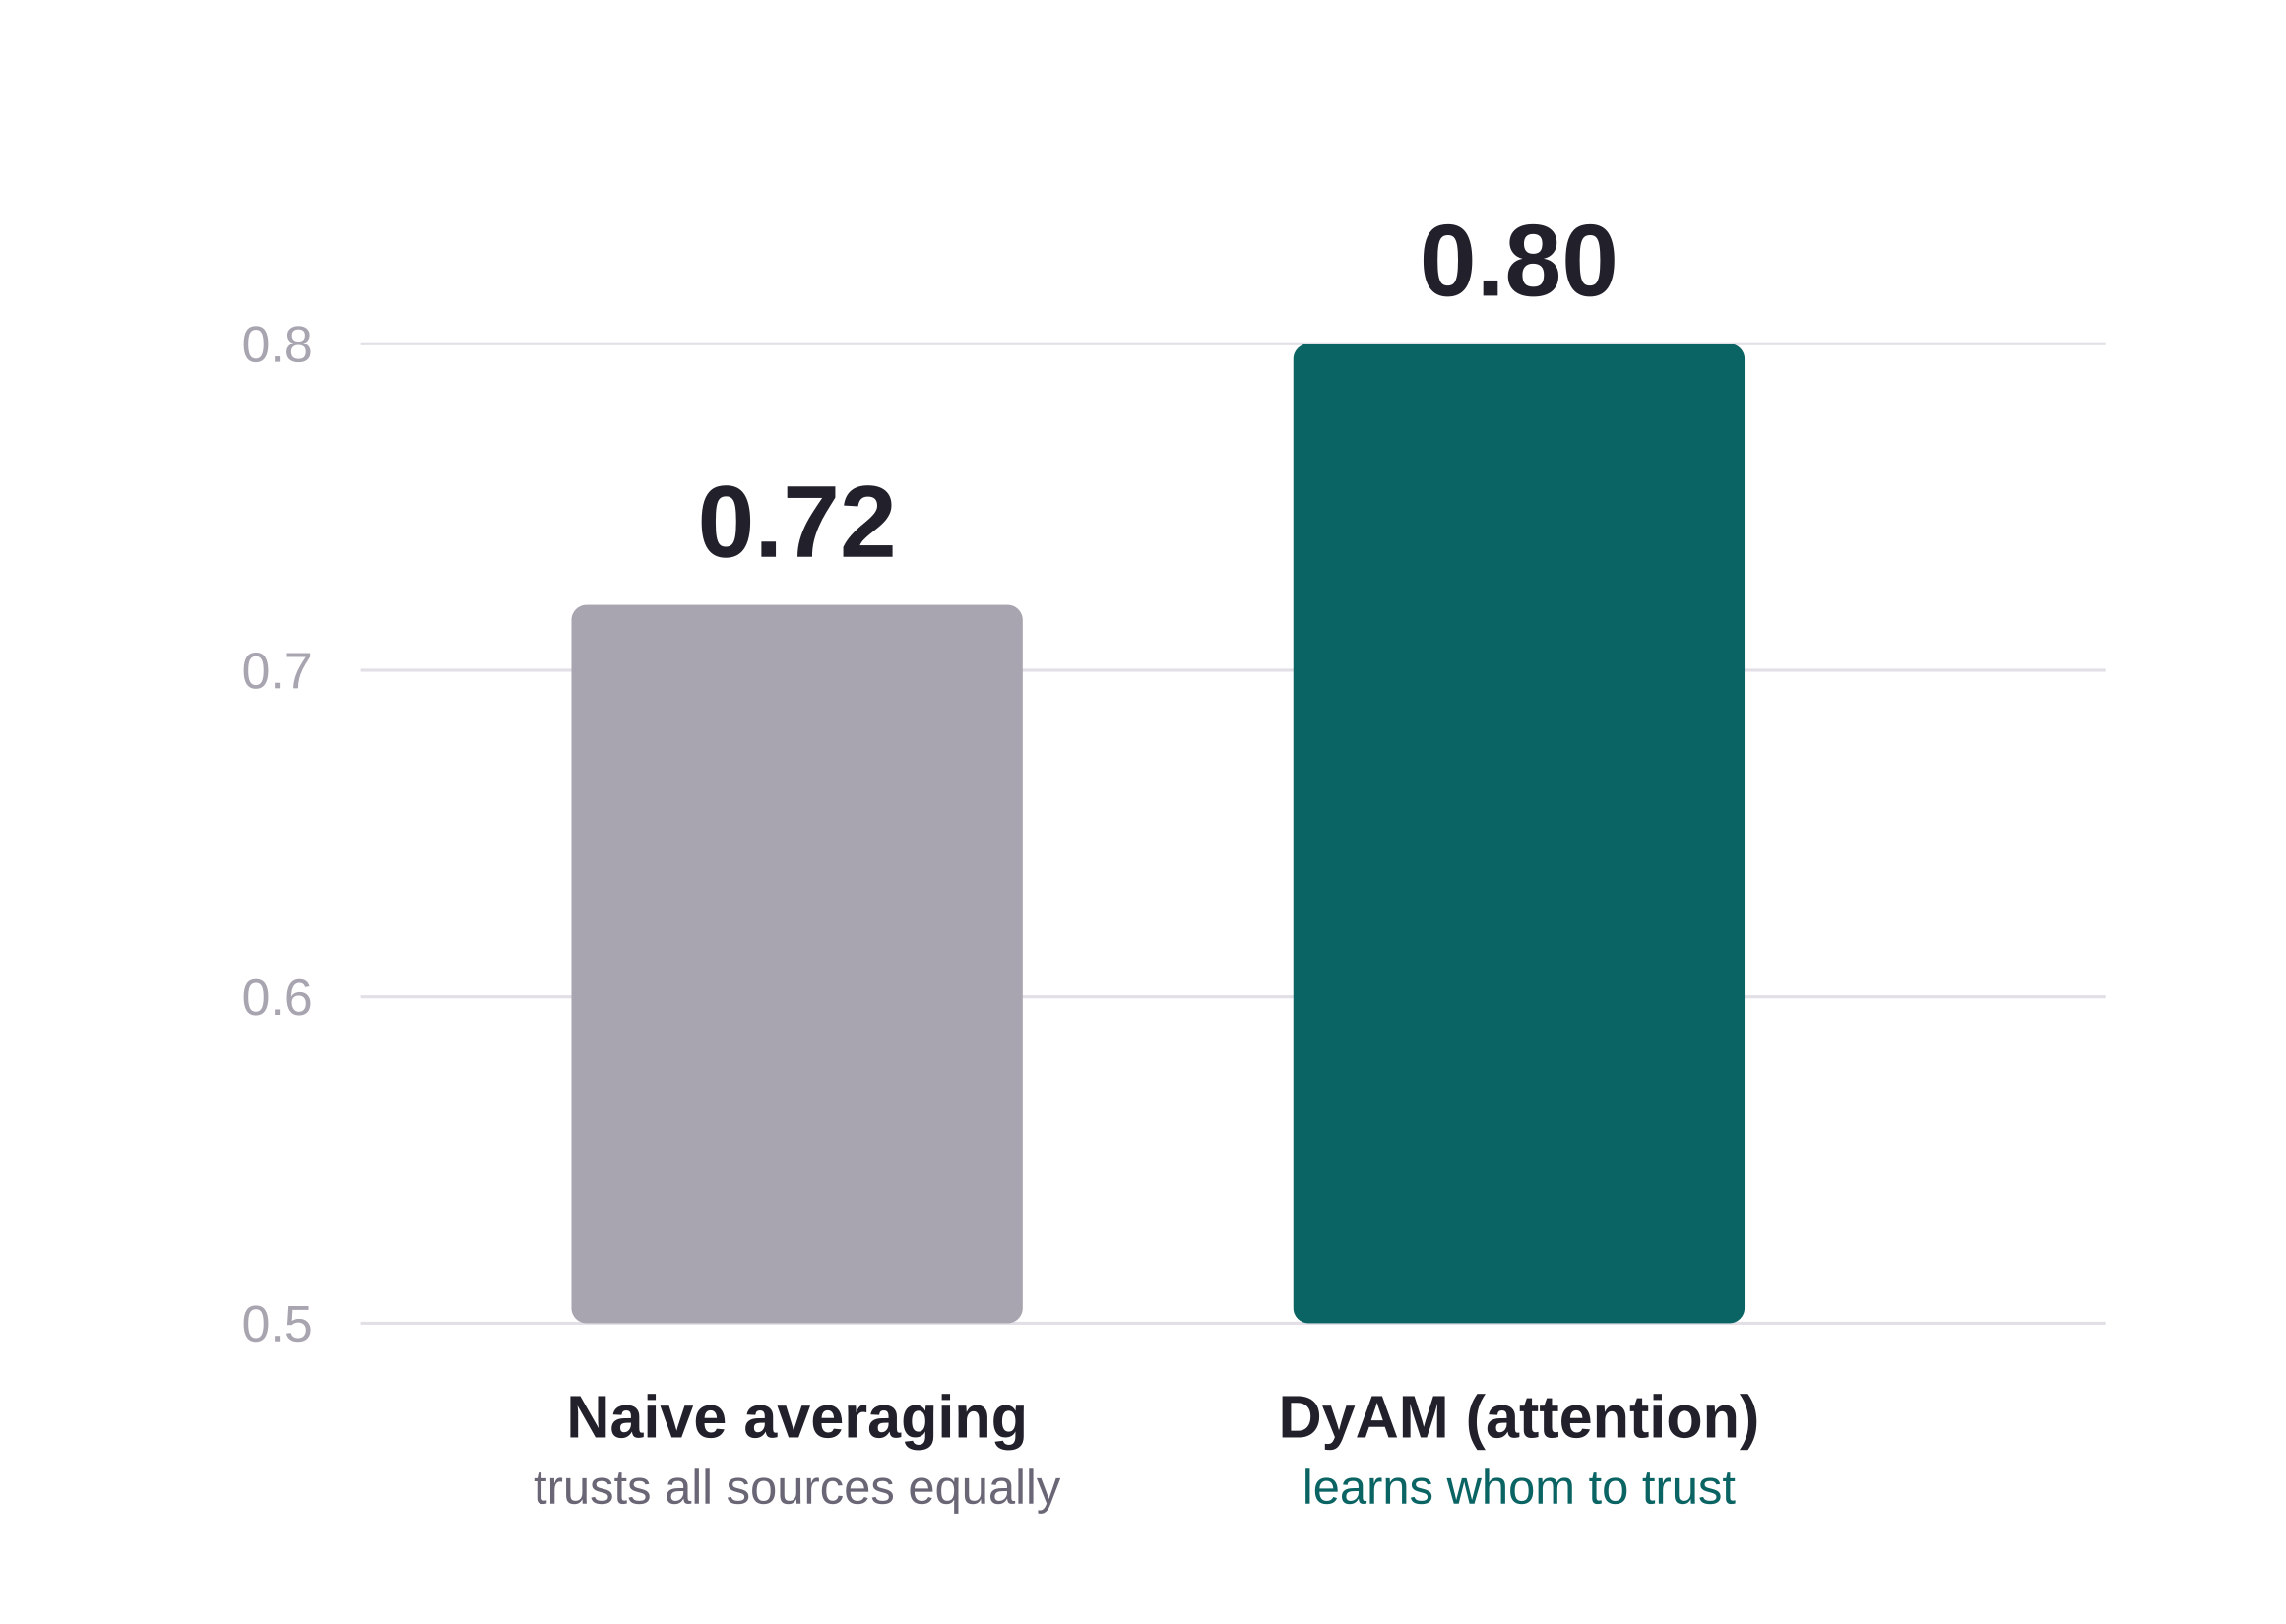 0.80
0.8
0.72
0.7
0.6
0.5
Naive averaging
DyAM (attention)
trusts all sources equally
learns whom to trust